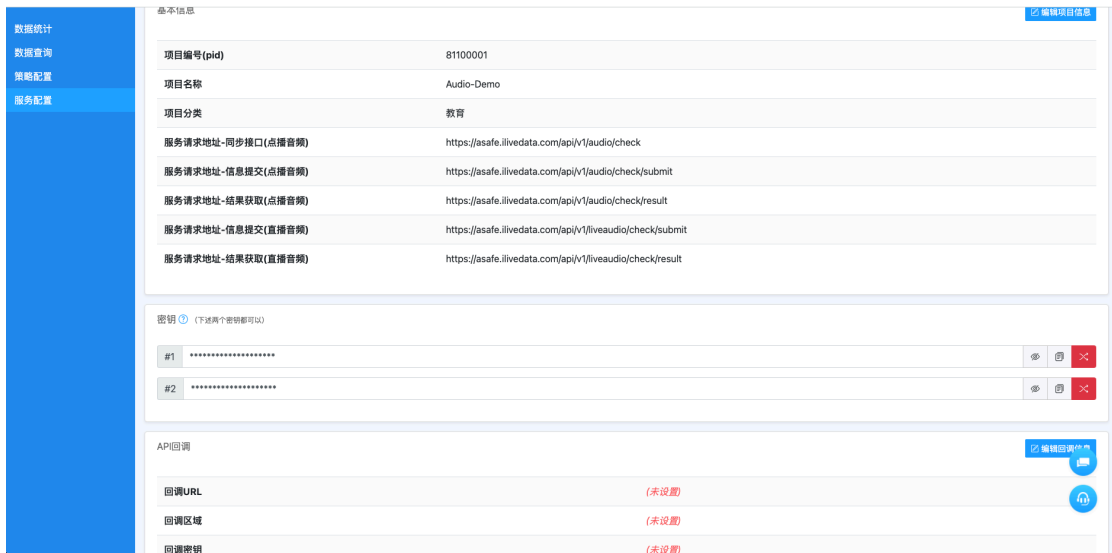 基本信息
编辑项目信息
数据统计
数据查询
策略配置
服务配置
项目编号(pid) 81100001
项目名称 Audio-Demo
项目分类 教育
服务请求地址-同步接口(点播音频) https://asafe.ilivedata.com/api/v1/audio/check
服务请求地址-信息提交(点播音频) https://asafe.ilivedata.com/api/v1/audio/check/submit
服务请求地址-结果获取(点播音频) https://asafe.ilivedata.com/api/v1/audio/check/result
服务请求地址-信息提交(直播音频) https://asafe.ilivedata.com/api/v1/liveaudio/check/submit
服务请求地址-结果获取(直播音频) https://asafe.ilivedata.com/api/v1/liveaudio/check/result
密钥 (下述两个密钥都可以)
#1 ********************
#2 ********************
API回调
编辑回调信息
回调URL (未设置)
回调区域 (未设置)
回调密钥 (未设置)